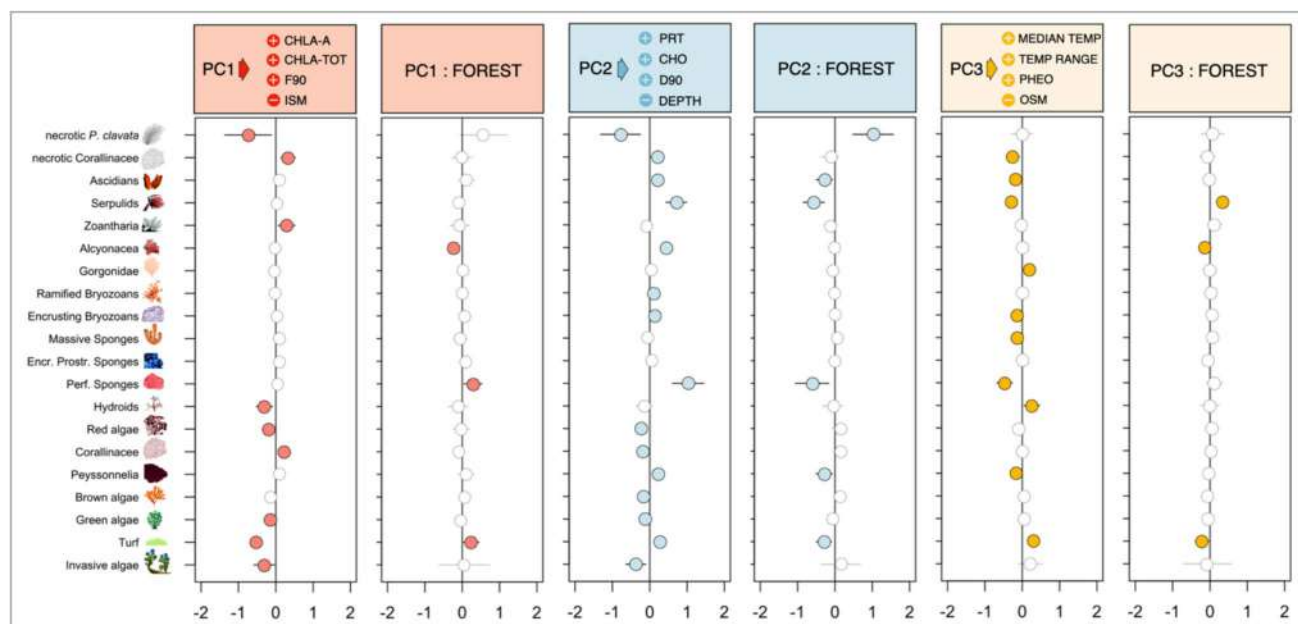 PC1
+ CHLA-A
+ CHLA-TOT
+ F90
− ISM
PC1 : FOREST
PC2
+ PRT
+ CHO
+ D90
− DEPTH
PC2 : FOREST
PC3
+ MEDIAN TEMP
+ TEMP RANGE
+ PHEO
− OSM
PC3 : FOREST
necrotic P. clavata
necrotic Corallinacee
Ascidians
Serpulids
Zoantharia
Alcyonacea
Gorgonidae
Ramified Bryozoans
Encrusting Bryozoans
Massive Sponges
Encr. Prostr. Sponges
Perf. Sponges
Hydroids
Red algae
Corallinacee
Peyssonnelia
Brown algae
Green algae
Turf
Invasive algae
-2 -1 0 1 2
-2 -1 0 1 2
-2 -1 0 1 2
-2 -1 0 1 2
-2 -1 0 1 2
-2 -1 0 1 2